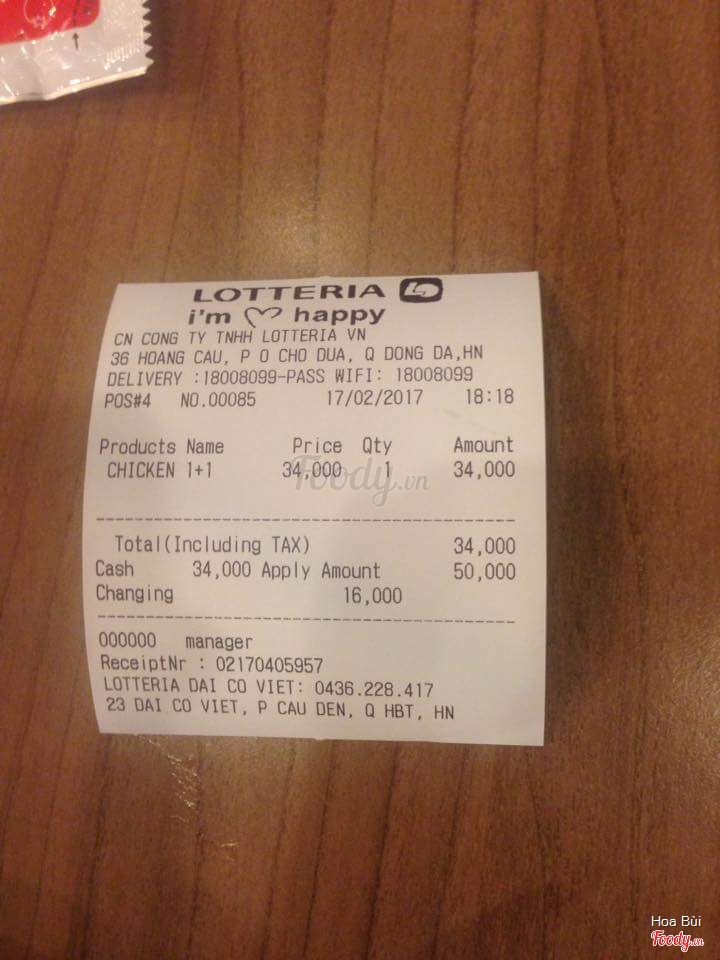 LOTTERIA
i'm happy
CN CONG TY TNHH LOTTERIA VN
36 HOANG CAU, P O CHO DUA, Q DONG DA,HN
DELIVERY :18008099-PASS WIFI: 18008099
POS#4 NO.00085 17/02/2017 18:18
Products Name Price Qty Amount
CHICKEN 1+1 34,000 1 34,000
Foody.vn
Total(Including TAX) 34,000
Cash 34,000 Apply Amount 50,000
Changing 16,000
000000 manager
ReceiptNr : 02170405957
LOTTERIA DAI CO VIET: 0436.228.417
23 DAI CO VIET, P CAU DEN, Q HBT, HN
Hoa Bùi
Foody.vn